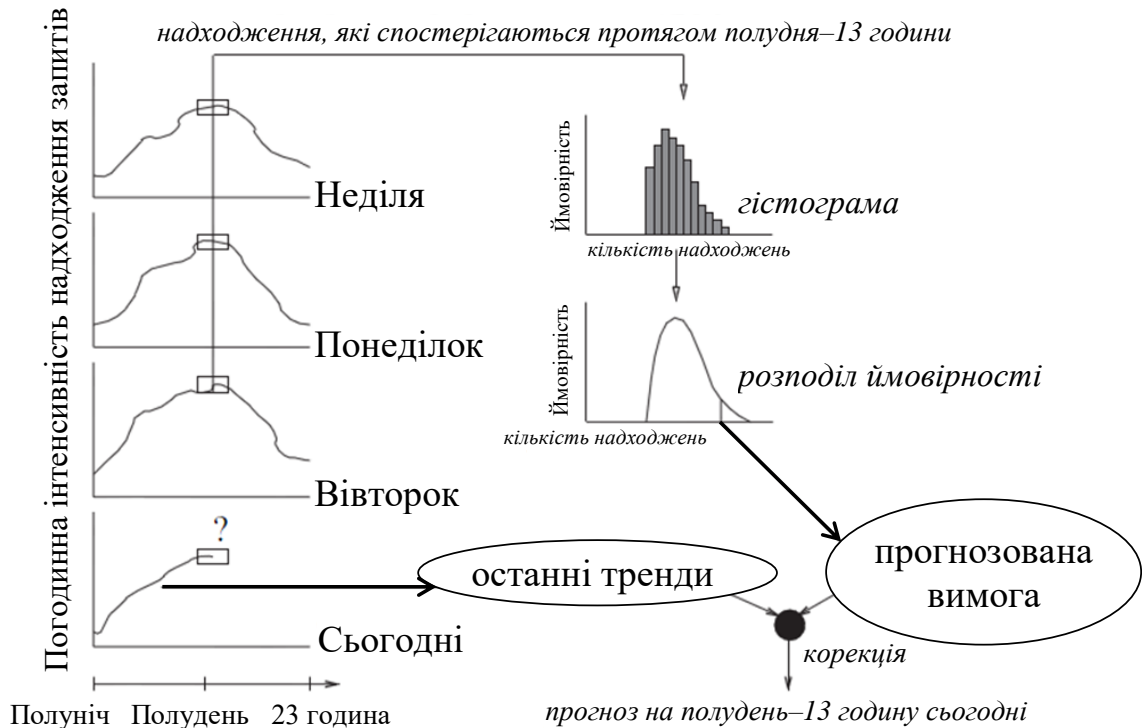 надходження, які спостерігаються протягом полудня–13 години
Погодинна інтенсивність надходження запитів
Неділя
Понеділок
Вівторок
?
Сьогодні
Полуніч Полудень 23 година
Ймовірність
гістограма
кількість надходжень
Ймовірність
розподіл ймовірності
кількість надходжень
останні тренди
прогнозована
вимога
корекція
прогноз на полудень–13 годину сьогодні